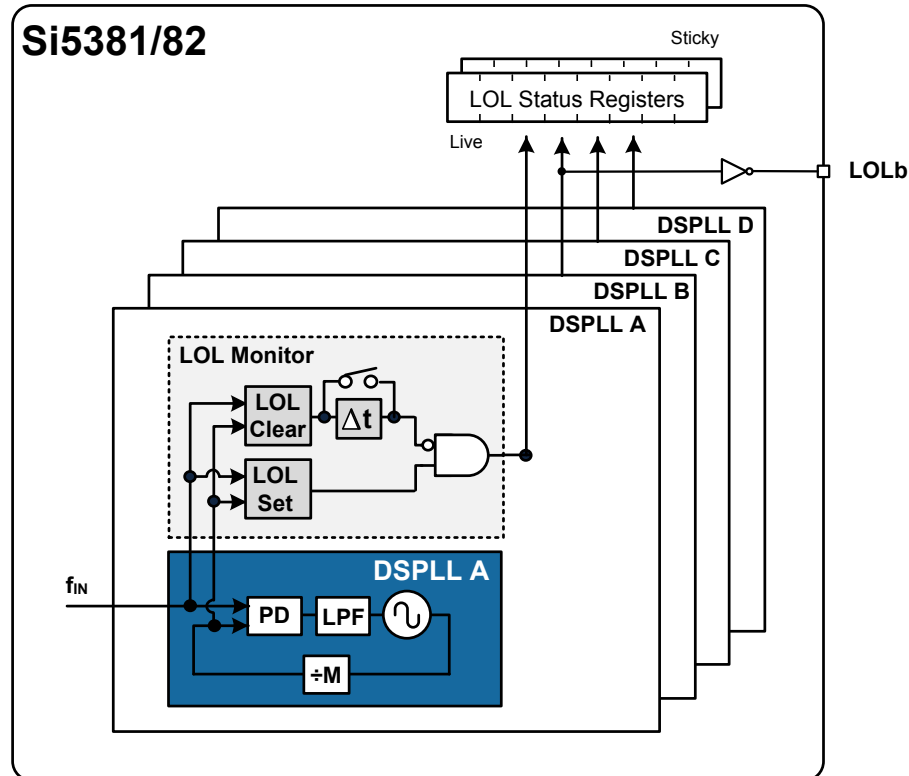 Si5381/82
Sticky
LOL Status Registers
Live
LOLb
DSPLL D
DSPLL C
DSPLL B
DSPLL A
LOL Monitor
LOL
Clear
Δt
LOL
Set
DSPLL A
fIN
PD
LPF
÷M